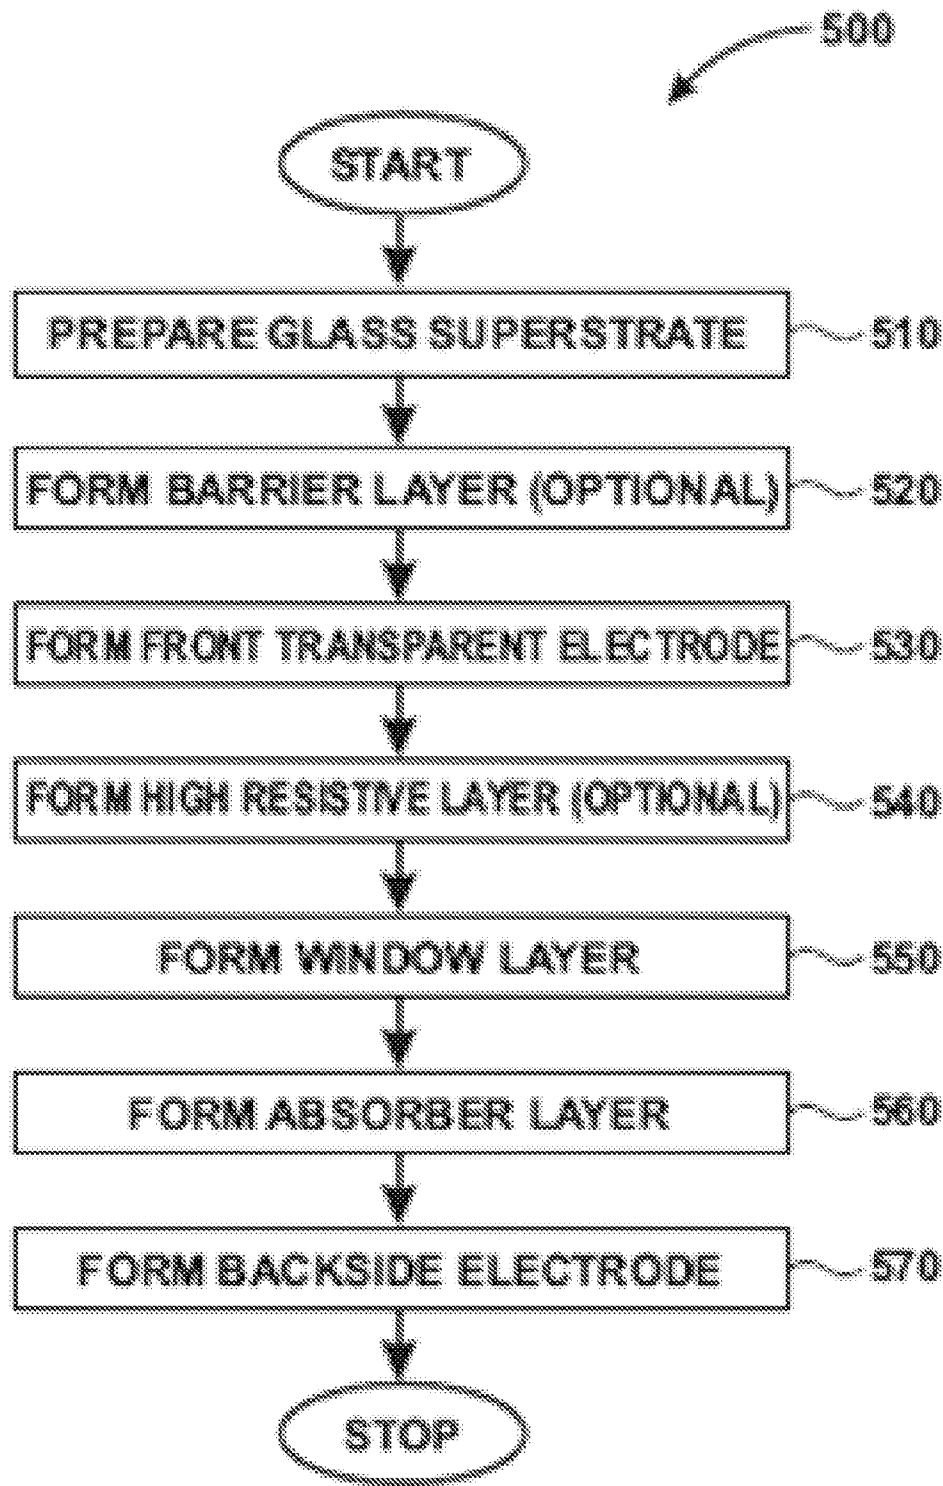 500
START
PREPARE GLASS SUPERSTRATE 510
FORM BARRIER LAYER (OPTIONAL) 520
FORM FRONT TRANSPARENT ELECTRODE 530
FORM HIGH RESISTIVE LAYER (OPTIONAL) 540
FORM WINDOW LAYER 550
FORM ABSORBER LAYER 560
FORM BACKSIDE ELECTRODE 570
STOP